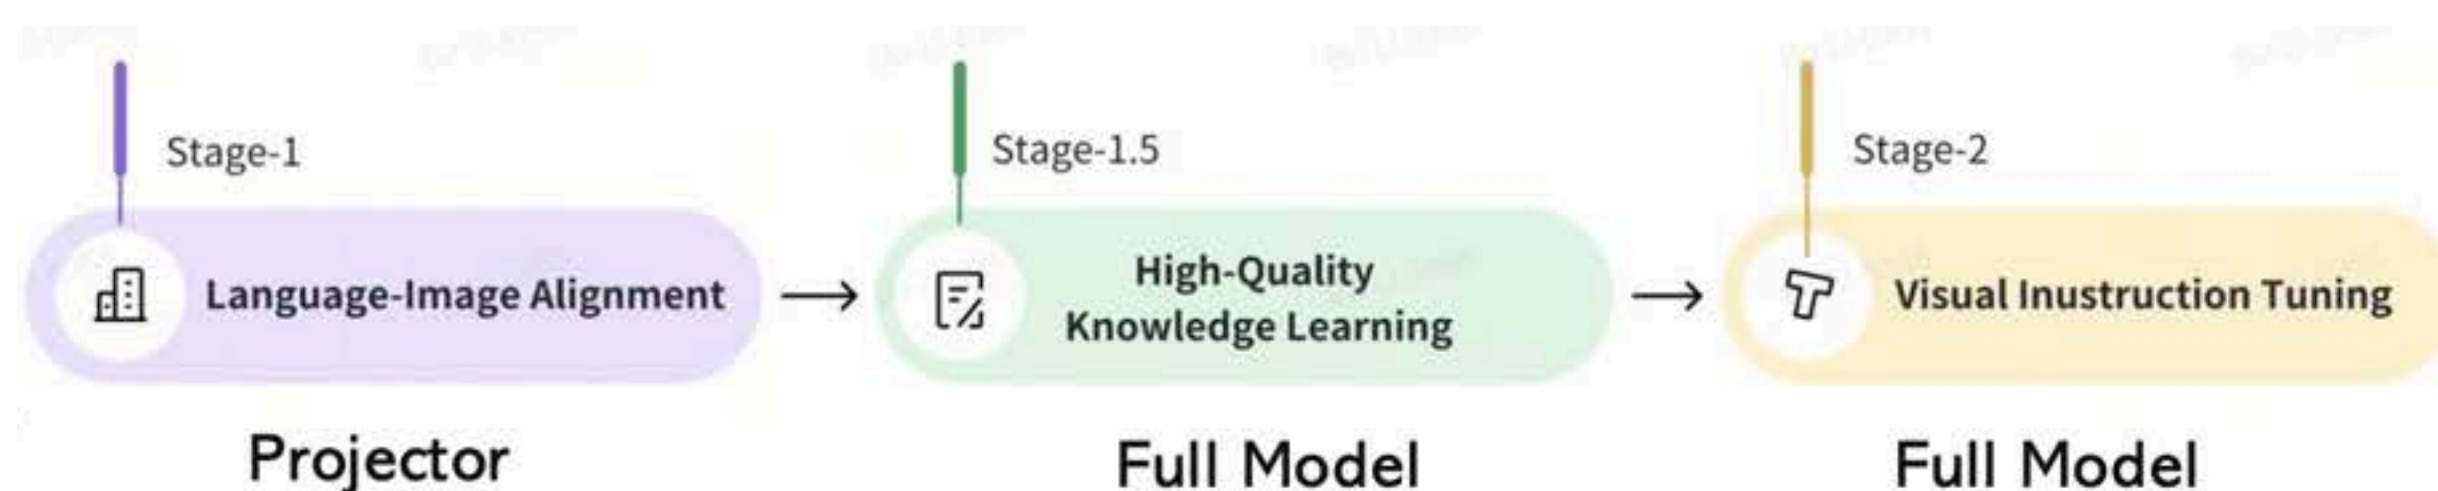 Stage-1
Language-Image Alignment
Projector
Stage-1.5
High-Quality
Knowledge Learning
Full Model
Stage-2
Visual Inustruction Tuning
Full Model